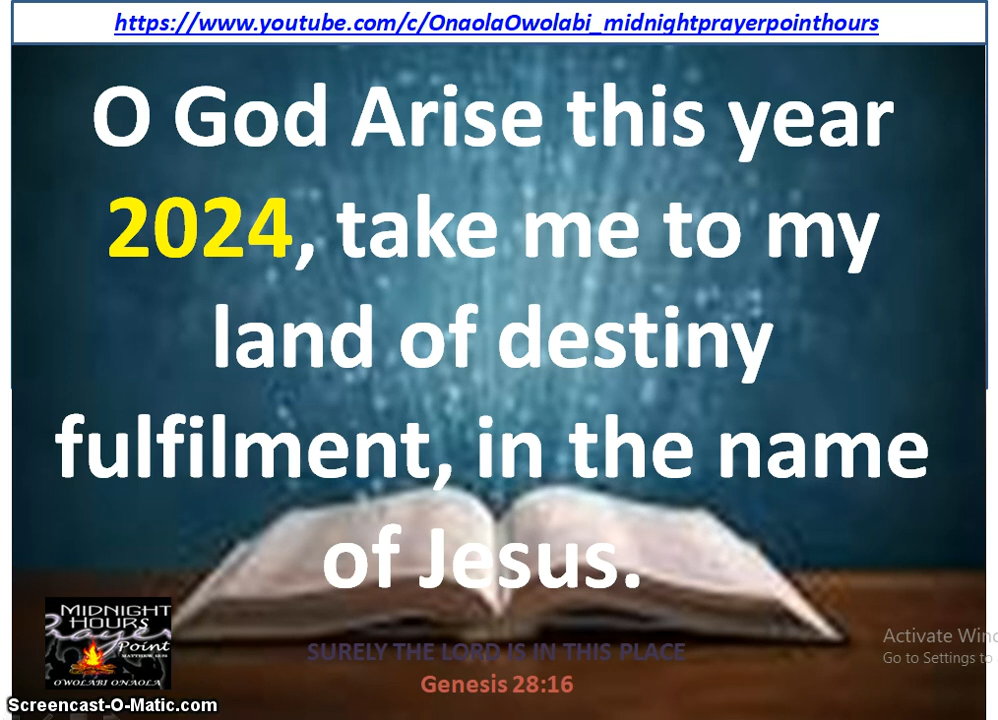 https://www.youtube.com/c/OnaolaOwolabi_midnightprayerpointhours
O God Arise this year
2024, take me to my
land of destiny
fulfilment, in the name
of Jesus.
MIDNIGHT
HOURS
Prayer
Point
OWOLABI ONAOLA
SURELY THE LORD IS IN THIS PLACE
Genesis 28:16
Activate Win
Go to Settings to
Screencast-O-Matic.com